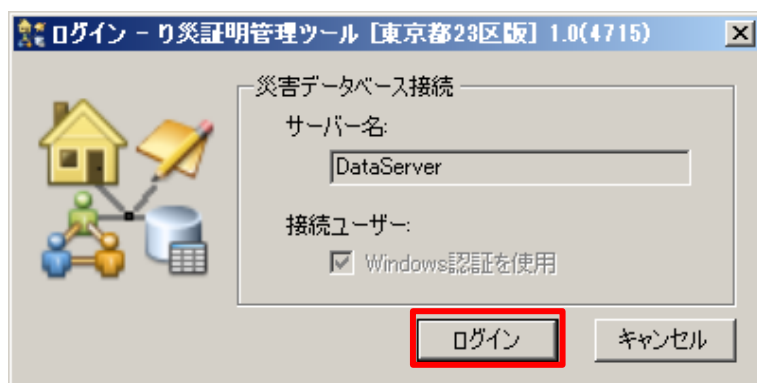 ログイン - り災証明管理ツール [東京都23区版] 1.0(4715)
災害データベース接続
サーバー名:
DataServer
接続ユーザー:
Windows認証を使用
ログイン
キャンセル